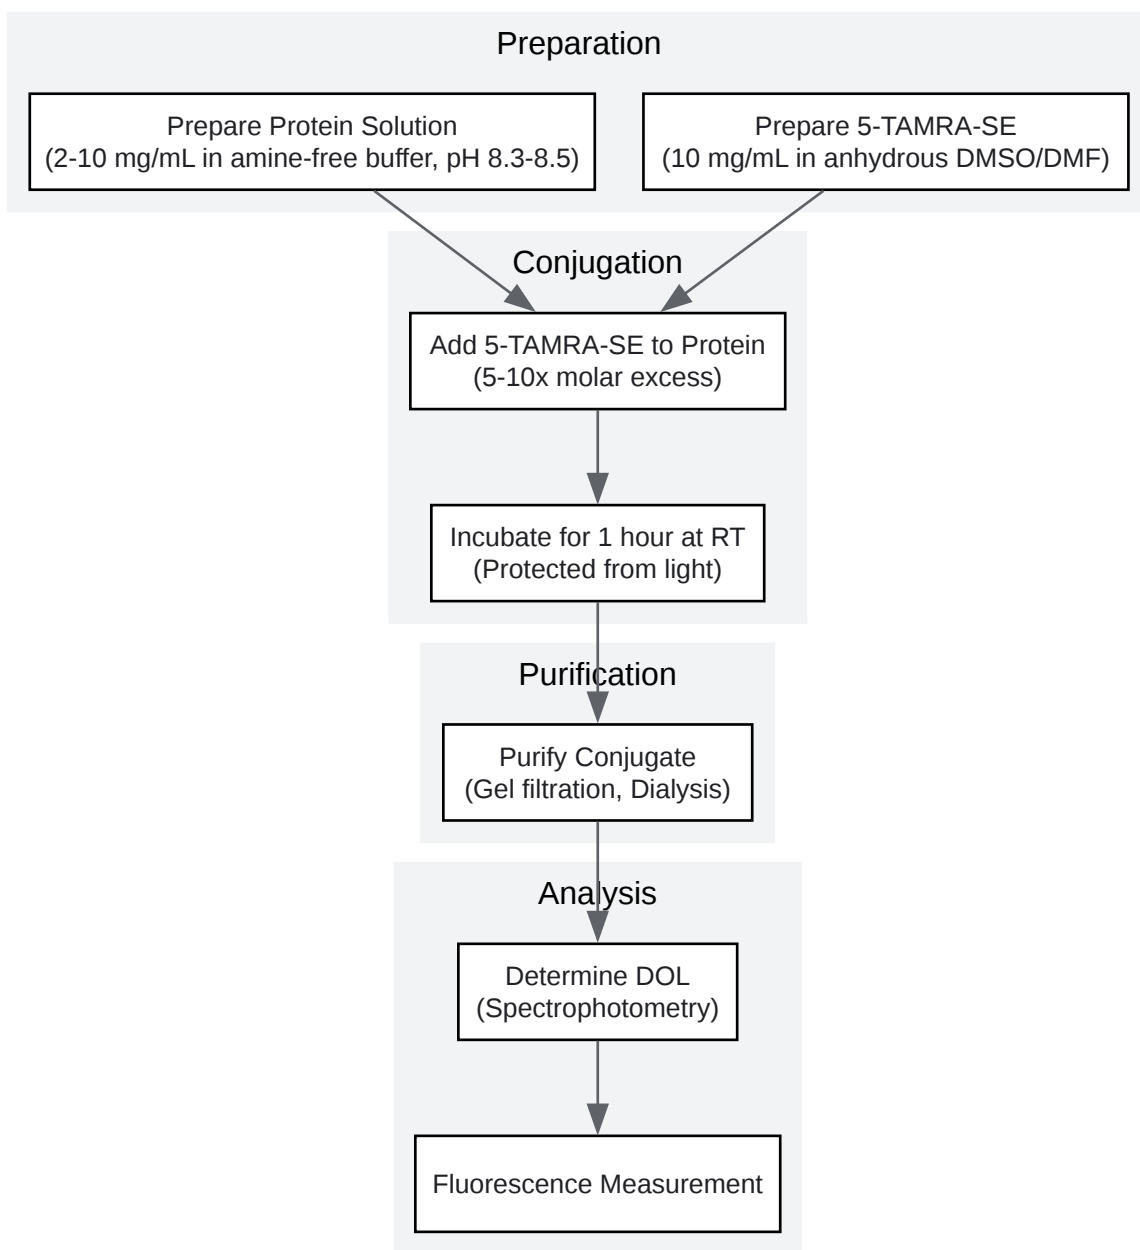 Preparation
Prepare Protein Solution
(2-10 mg/mL in amine-free buffer, pH 8.3-8.5)
Prepare 5-TAMRA-SE
(10 mg/mL in anhydrous DMSO/DMF)
Conjugation
Add 5-TAMRA-SE to Protein
(5-10x molar excess)
Incubate for 1 hour at RT
(Protected from light)
Purification
Purify Conjugate
(Gel filtration, Dialysis)
Analysis
Determine DOL
(Spectrophotometry)
Fluorescence Measurement